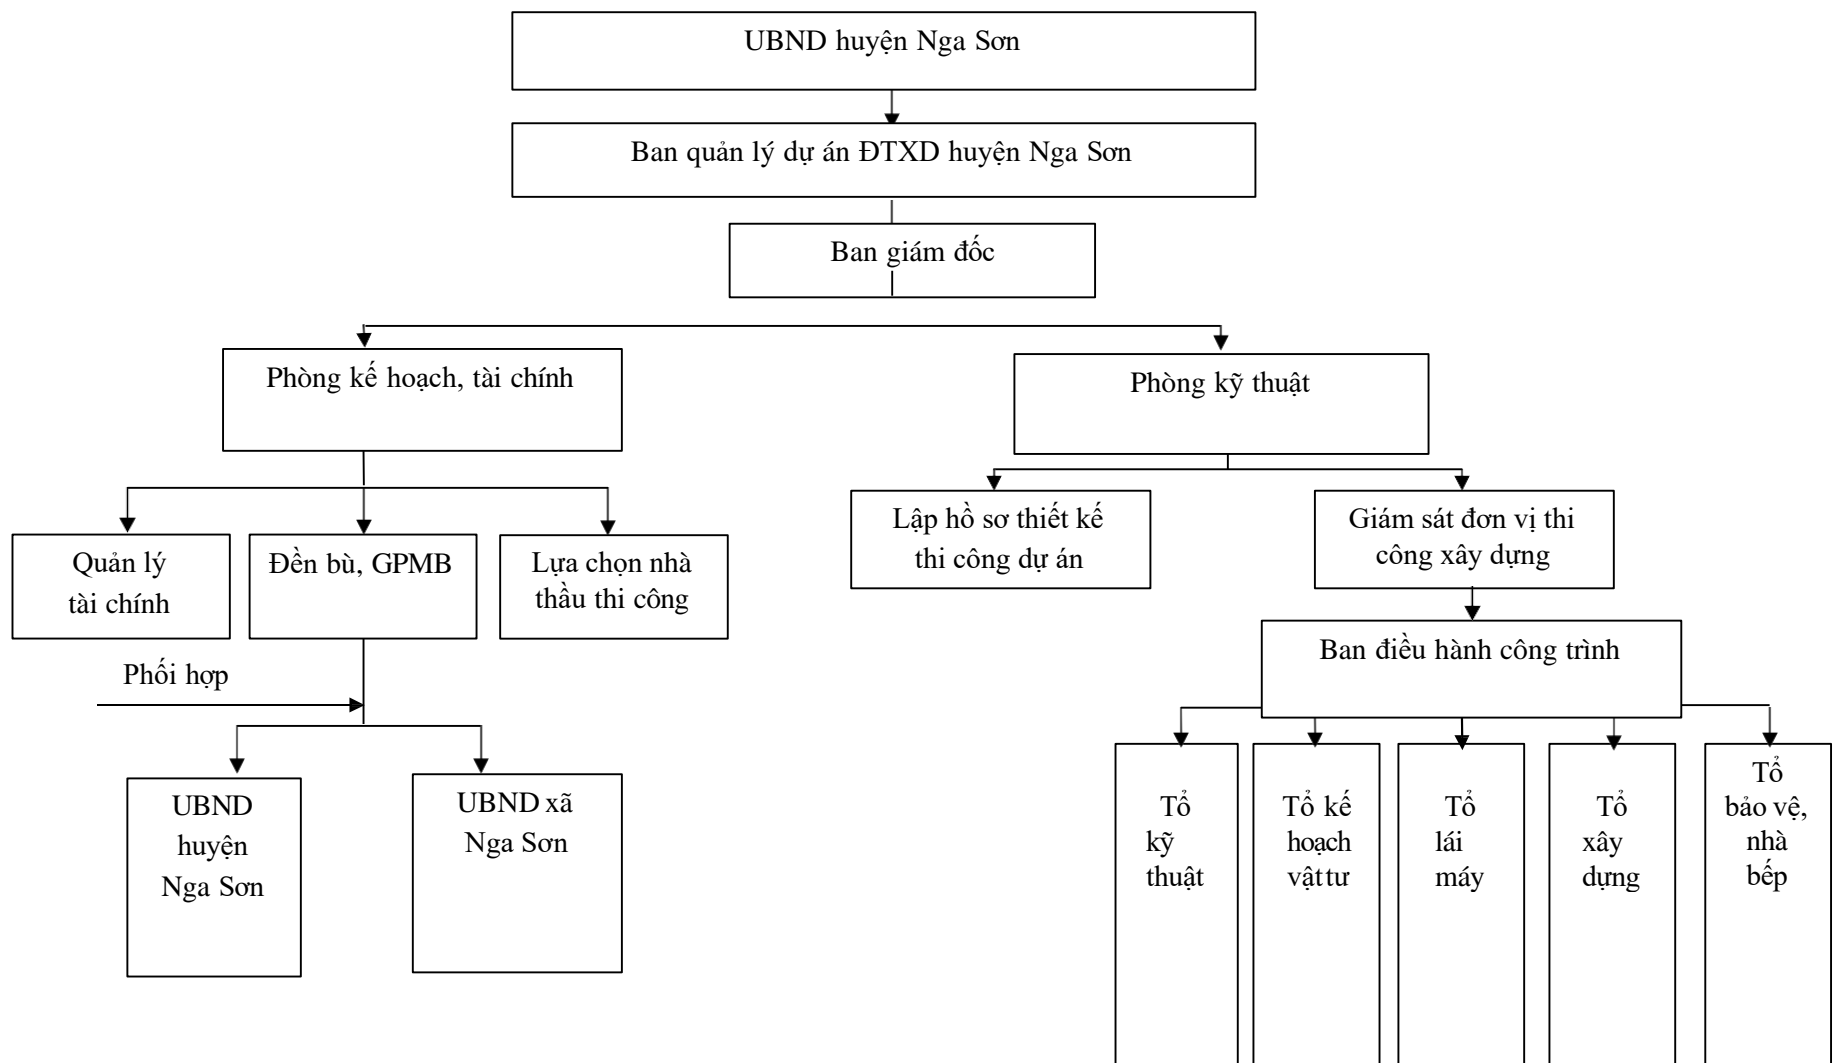 UBND huyện Nga Sơn
Ban quản lý dự án ĐTXD huyện Nga Sơn
Ban giám đốc
Phòng kế hoạch, tài chính
Phòng kỹ thuật
Quản lý
tài chính
Đền bù, GPMB
Lựa chọn nhà
thầu thi công
Lập hồ sơ thiết kế
thi công dự án
Giám sát đơn vị thi
công xây dựng
Phối hợp
Ban điều hành công trình
UBND
huyện
Nga Sơn
UBND xã
Nga Sơn
Tổ
kỹ
thuật
Tổ kế
hoạch
vật tư
Tổ
lái
máy
Tổ
xây
dựng
Tổ
bảo vệ,
nhà
bếp